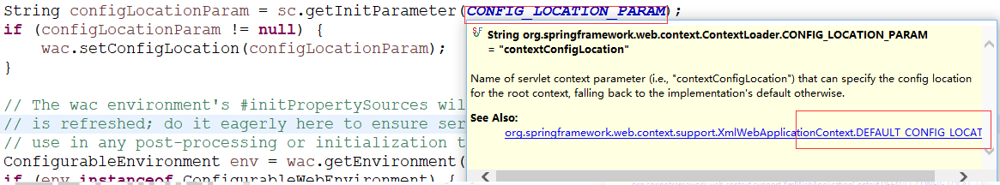 String configLocationParam = sc.getInitParameter(CONFIG_LOCATION_PARAM);
if (configLocationParam != null) {
wac.setConfigLocation(configLocationParam);
}
// The wac environment's #initPropertySources wil
// is refreshed; do it eagerly here to ensure ser
// use in any post-processing or initialization t
ConfigurableEnvironment env = wac.getEnvironment(
if (env instanceof ConfigurableWebEnvironment) {
String org.springframework.web.context.ContextLoader.CONFIG_LOCATION_PARAM
= "contextConfigLocation"
Name of servlet context parameter (i.e., "contextConfigLocation") that can specify the config location
for the root context, falling back to the implementation's default otherwise.
See Also:
org.springframework.web.context.support.XmlWebApplicationContext.DEFAULT_CONFIG_LOCAT